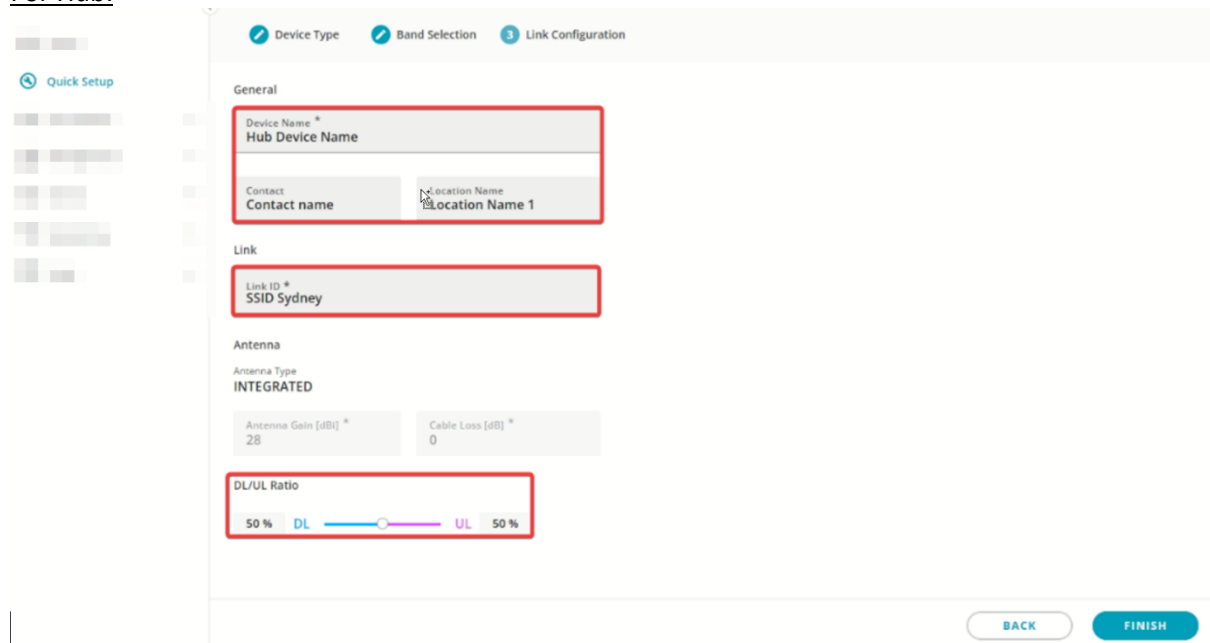 For Hub:
Device Type Band Selection 3 Link Configuration
Quick Setup
General
Device Name *
Hub Device Name
Contact Location Name
Contact name Location Name 1
Link
Link ID *
SSID Sydney
Antenna
Antenna Type
INTEGRATED
Antenna Gain [dBi] * Cable Loss [dB] *
28 0
DL/UL Ratio
50 % DL UL 50 %
BACK FINISH